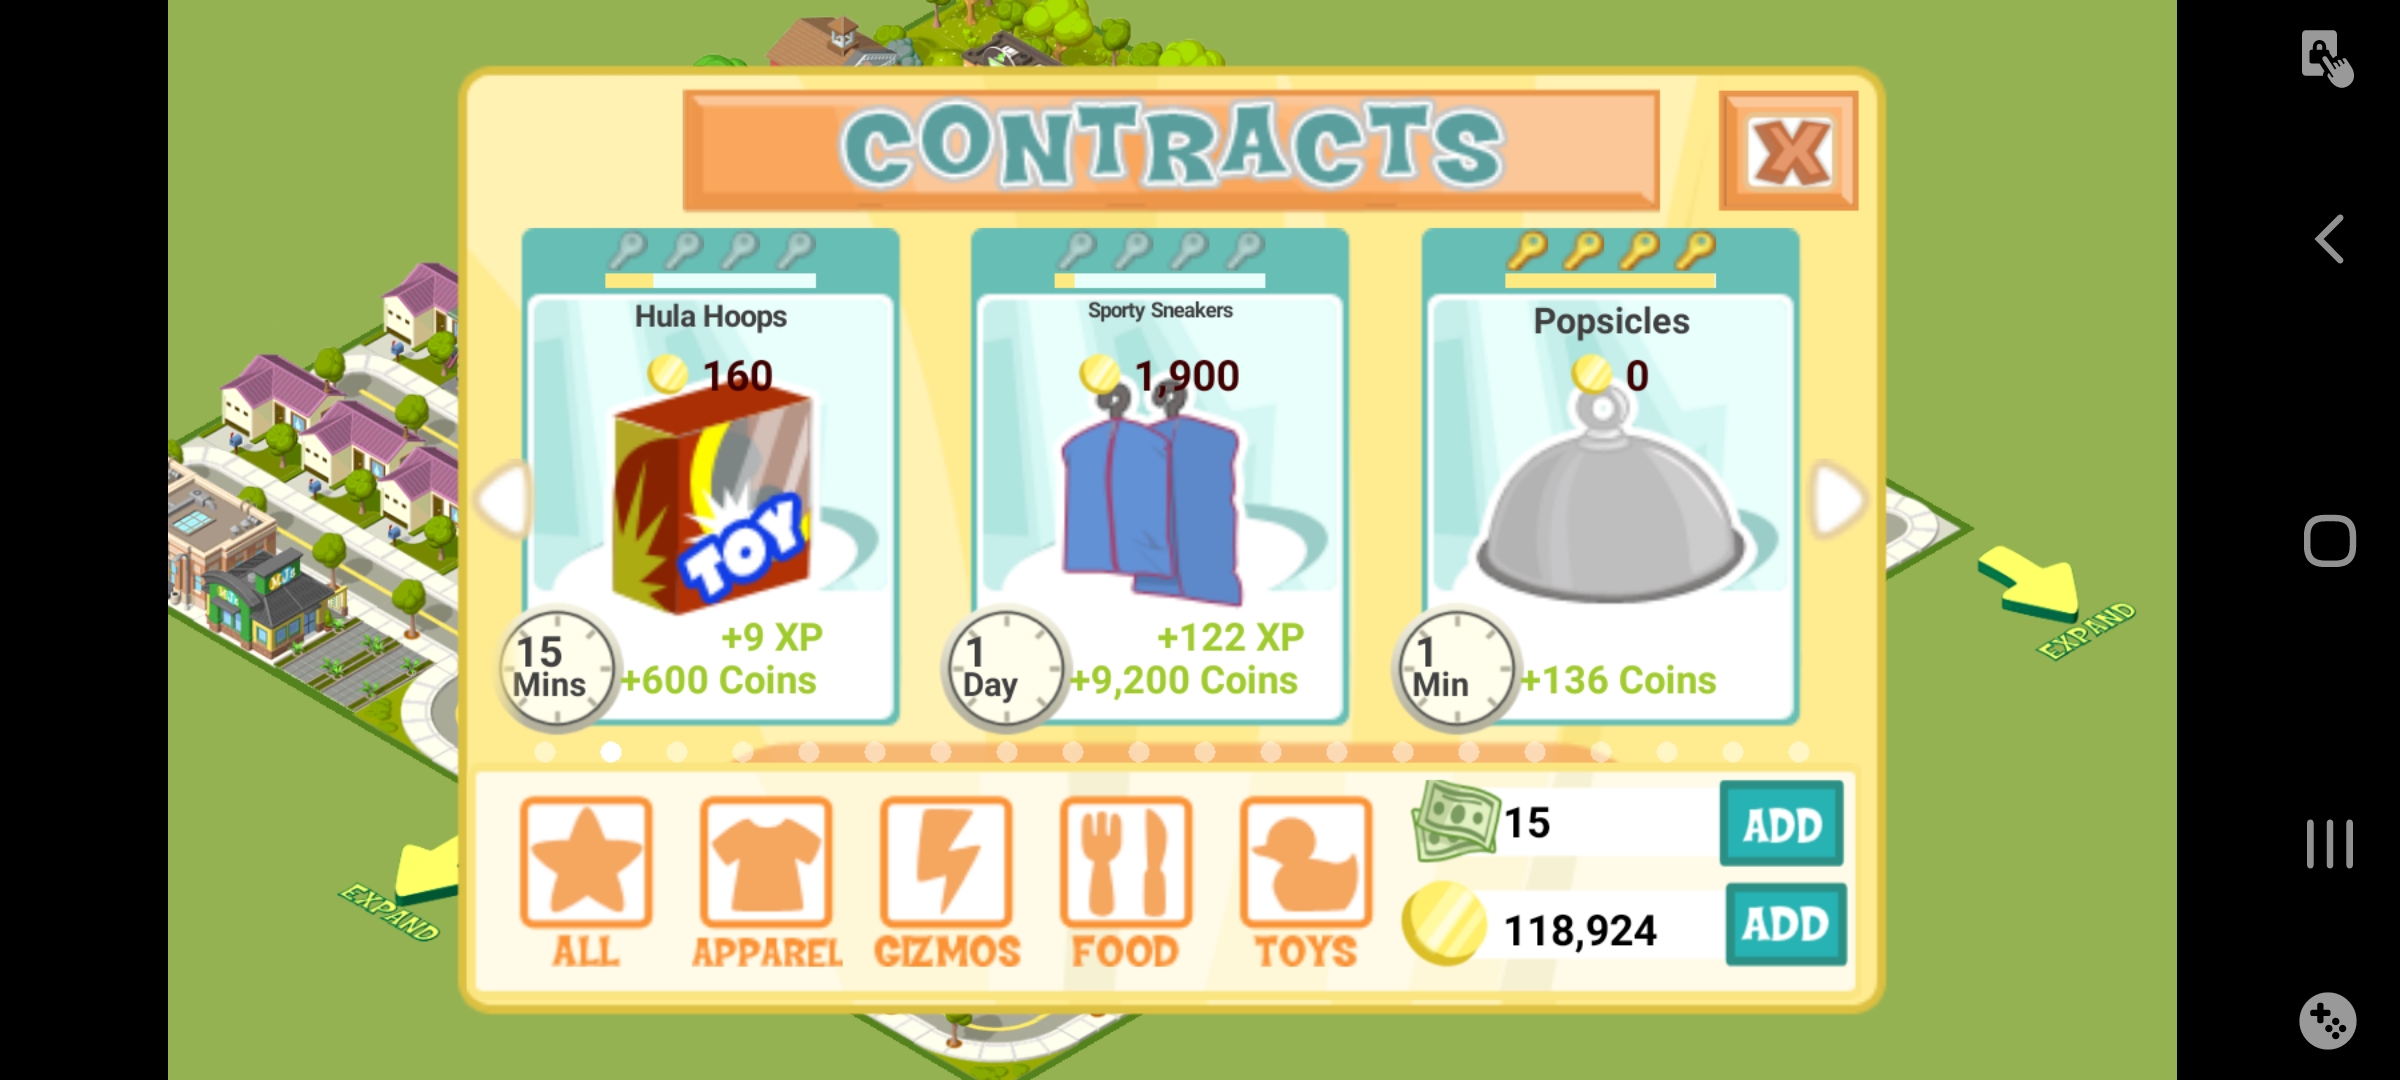 CONTRACTS
X
Hula Hoops
160
TOY
15
Mins
+9 XP
+600 Coins
Sporty Sneakers
1,900
1
Day
+122 XP
+9,200 Coins
Popsicles
0
1
Min
+136 Coins
EXPAND
EXPAND
ALL
APPAREL
GIZMOS
FOOD
TOYS
15
ADD
118,924
ADD